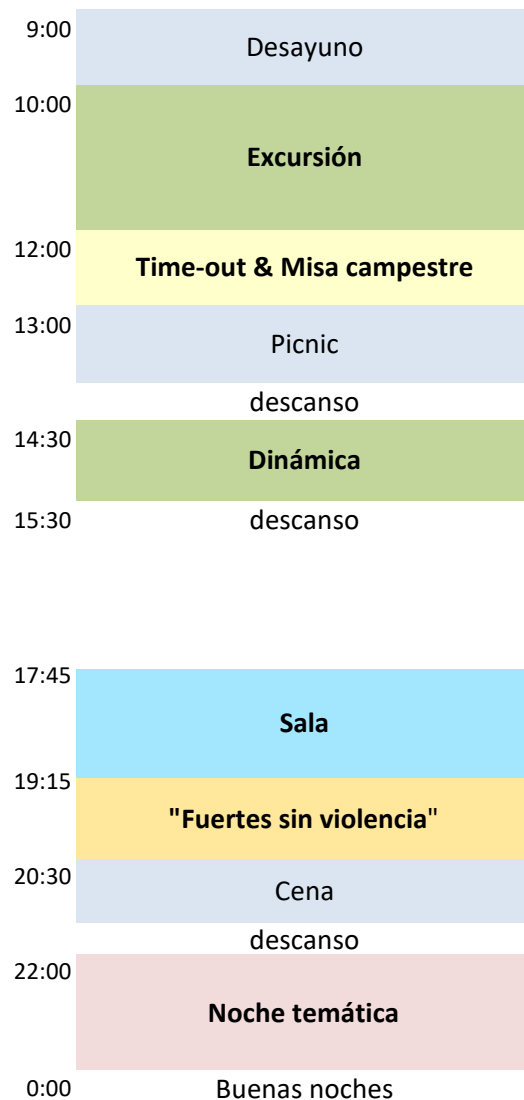 9:00 Desayuno
10:00
Excursión
12:00
Time-out & Misa campestre
13:00
Picnic
descanso
14:30
Dinámica
15:30 descanso
17:45
Sala
19:15
"Fuertes sin violencia"
20:30
Cena
descanso
22:00
Noche temática
0:00 Buenas noches